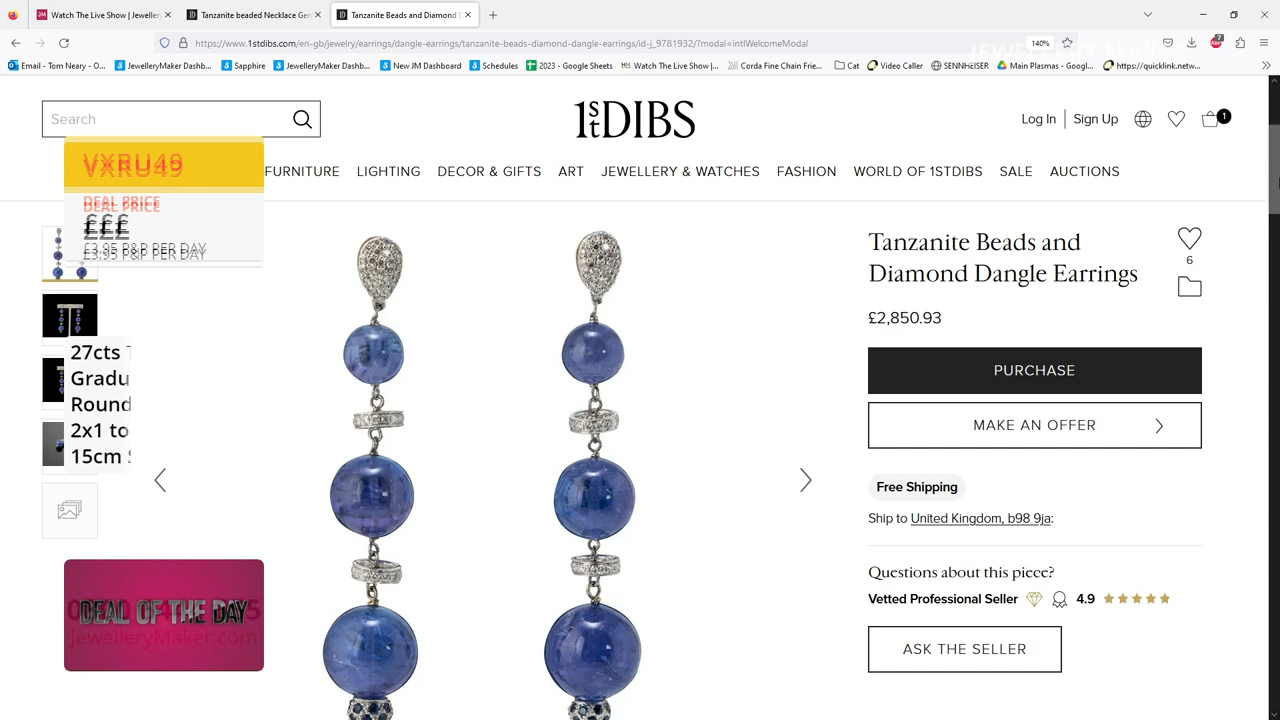 Watch The Live Show | Jeweller
Tanzanite beaded Necklace Gem
Tanzanite Beads and Diamond D
https://www.1stdibs.com/en-gb/jewelry/earrings/dangle-earrings/tanzanite-beads-diamond-dangle-earrings/id-j_9781932/?modal=intlWelcomeModal
140%
7
Email - Tom Neary - O...
JewelleryMaker Dashb...
Sapphire
JewelleryMaker Dashb...
New JM Dashboard
Schedules
2023 - Google Sheets
Watch The Live Show |...
Corda Fine Chain Frie...
Cat
Video Caller
SENNHEISER
Main Plasmas - Googl...
https://quicklink.netw...
Search
1stDIBS
Log In
Sign Up
1
VXRU49
FURNITURE
LIGHTING
DECOR & GIFTS
ART
JEWELLERY & WATCHES
FASHION
WORLD OF 1STDIBS
SALE
AUCTIONS
DEAL PRICE
£££
£3.95 P&P PER DAY
Tanzanite Beads and
Diamond Dangle Earrings
6
£2,850.93
27cts
Gradu
Round
2x1 to
15cm
PURCHASE
MAKE AN OFFER
Free Shipping
Ship to United Kingdom, b98 9ja:
Questions about this piece?
Vetted Professional Seller
4.9
DEAL OF THE DAY
JewelleryMaker.com
ASK THE SELLER